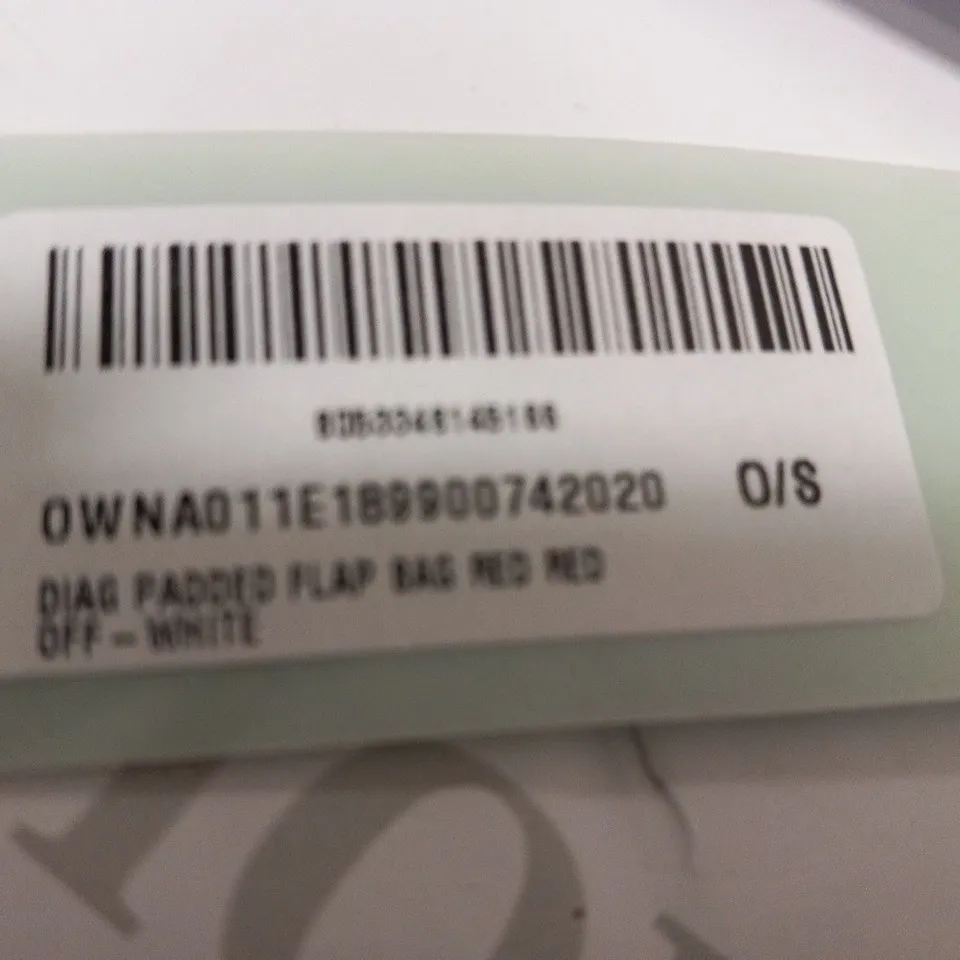 OWNA011E189900742020 O/S
DIAG PADDED FLAP BAG RED RED
OFF-WHITE